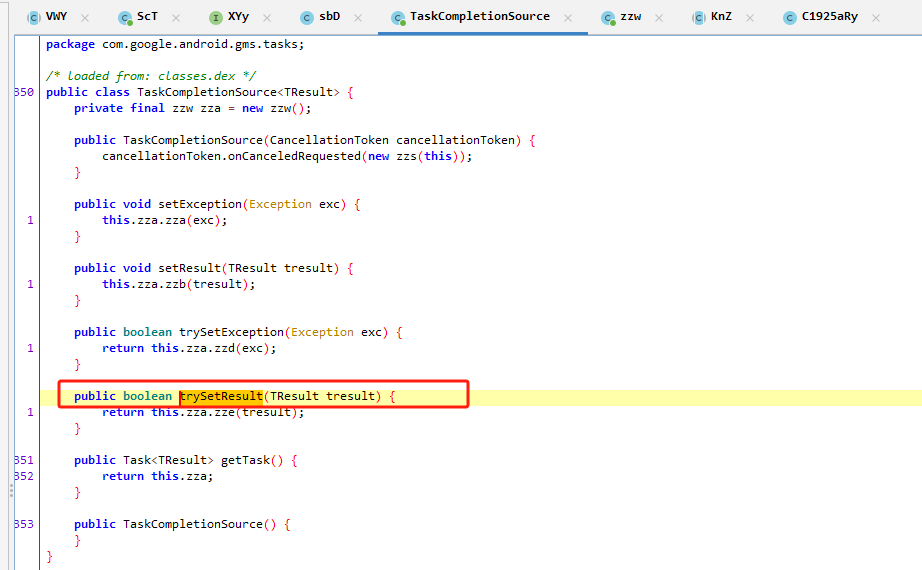 VWY ScT XYy sbD TaskCompletionSource zzw KnZ C1925aRy
package com.google.android.gms.tasks;
/* loaded from: classes.dex */
350 public class TaskCompletionSource<TResult> {
private final zzw zza = new zzw();
public TaskCompletionSource(CancellationToken cancellationToken) {
cancellationToken.onCanceledRequested(new zzs(this));
}
public void setException(Exception exc) {
1 this.zza.zza(exc);
}
public void setResult(TResult tresult) {
1 this.zza.zzb(tresult);
}
public boolean trySetException(Exception exc) {
1 return this.zza.zzd(exc);
}
public boolean trySetResult(TResult tresult) {
1 return this.zza.zze(tresult);
}
351 public Task<TResult> getTask() {
352 return this.zza;
}
353 public TaskCompletionSource() {
}
}